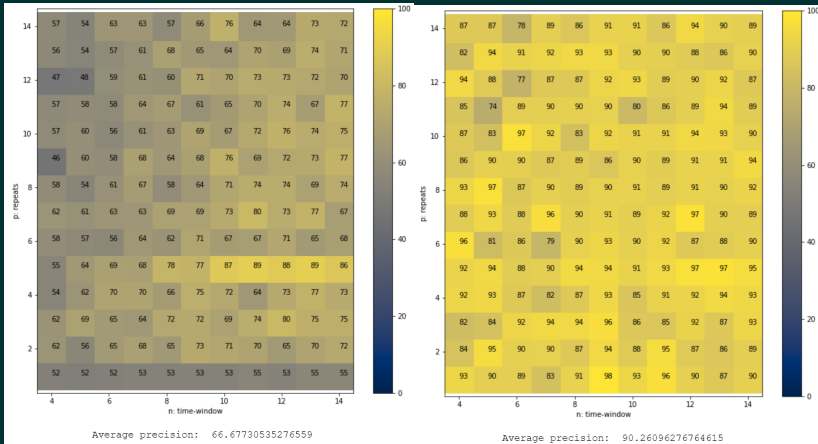 57 54 63 63 57 66 76 64 64 73 72
56 54 57 61 68 65 64 70 69 74 71
47 48 59 61 60 71 70 73 73 72 70
57 58 58 64 67 61 65 70 74 67 77
57 60 56 61 63 69 67 72 76 74 75
46 60 58 68 64 68 76 69 72 73 77
58 54 61 67 58 64 71 74 74 69 74
62 61 63 63 69 69 73 80 73 77 67
58 57 56 64 62 71 67 67 71 65 68
55 64 69 68 78 77 87 89 88 89 86
54 62 70 70 66 75 72 64 73 77 73
62 69 65 64 72 72 69 74 80 75 75
62 56 65 68 65 73 71 70 65 70 72
52 52 52 53 53 53 53 55 53 55 55
14
12
10
8
6
4
2
p: repeats
4 6 8 10 12 14
n: time-window
100
80
60
40
20
0
Average precision: 66.67730535276559
87 87 78 89 86 91 91 86 94 90 89
82 94 91 92 93 93 90 90 88 86 90
94 88 77 87 87 92 93 89 90 92 87
85 74 89 90 90 90 80 86 89 94 89
87 83 97 92 83 92 91 91 94 93 90
86 90 90 87 89 86 90 89 91 91 94
93 97 87 90 89 90 89 91 91 90 92
88 93 88 96 90 91 89 92 97 90 89
96 81 86 79 90 93 90 92 87 88 90
92 94 88 90 94 94 91 93 97 97 95
92 93 87 82 87 93 85 91 92 94 93
82 84 92 94 94 96 86 85 92 87 93
84 95 90 90 87 94 88 95 87 86 89
93 90 89 83 91 98 93 96 90 87 90
14
12
10
8
6
4
2
p: repeats
4 6 8 10 12 14
n: time-window
100
80
60
40
20
0
Average precision: 90.26096276764615